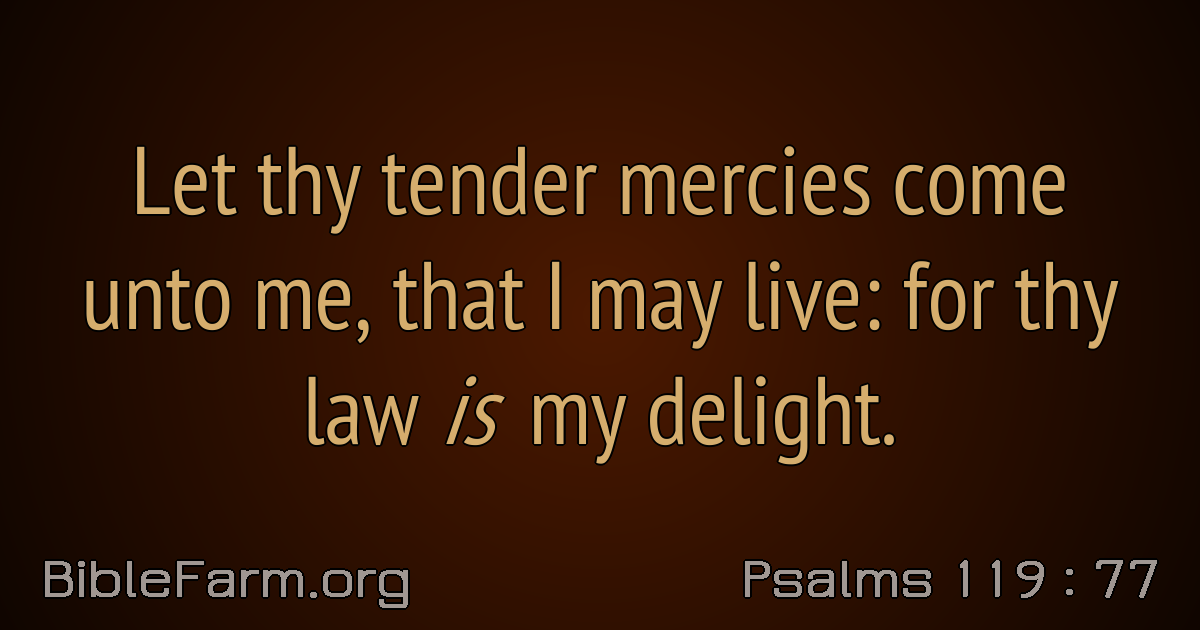 Let thy tender mercies come
unto me, that I may live: for thy
law is my delight.
BibleFarm.org
Psalms 119 : 77